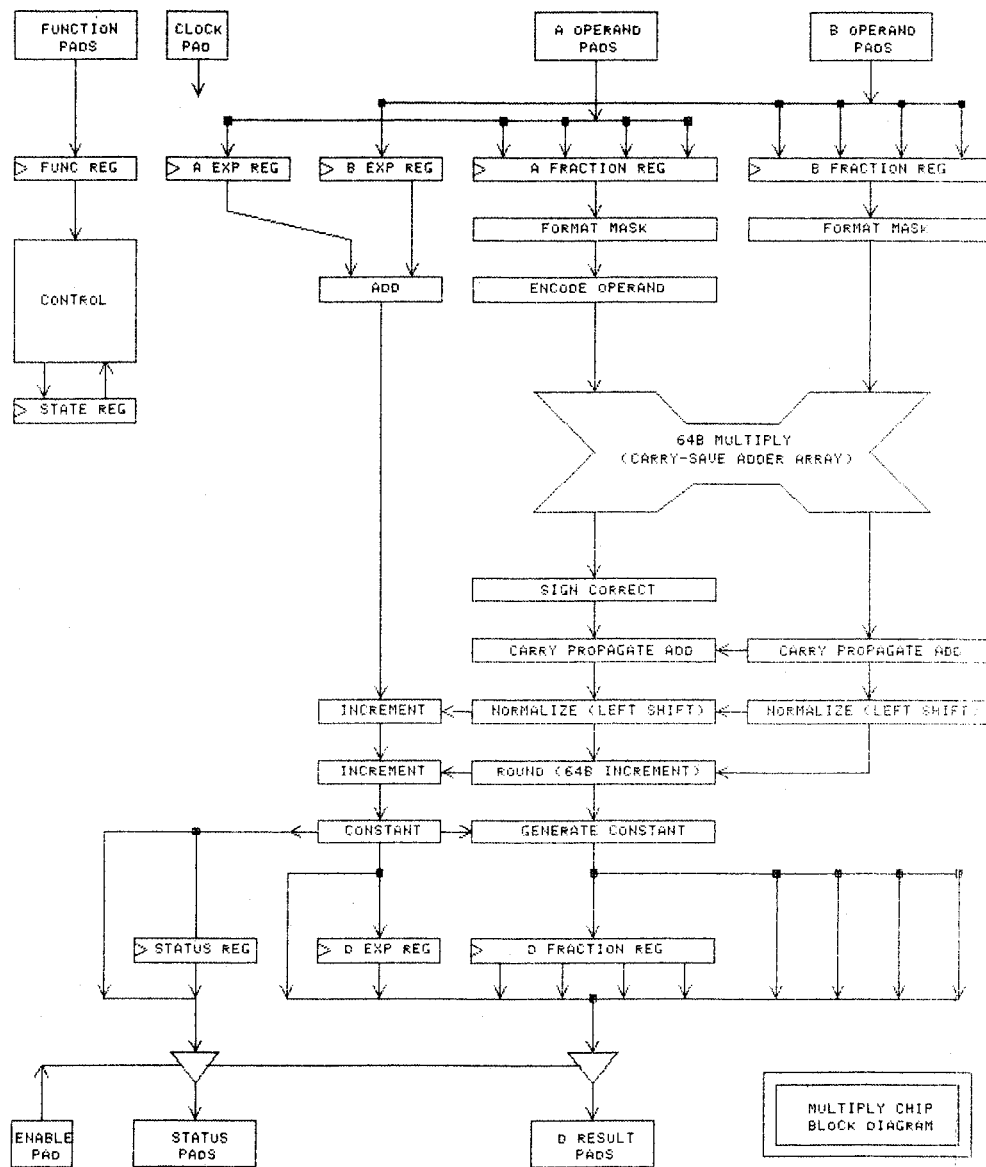 FUNCTION
PADS
CLOCK
PAD
A OPERAND
PADS
B OPERAND
PADS
FUNC REG
A EXP REG
B EXP REG
A FRACTION REG
B FRACTION REG
FORMAT MASK
FORMAT MASK
CONTROL
ADD
ENCODE OPERAND
STATE REG
64B MULTIPLY
(CARRY-SAVE ADDER ARRAY)
SIGN CORRECT
CARRY PROPAGATE ADD
CARRY PROPAGATE ADD
INCREMENT
NORMALIZE (LEFT SHIFT)
NORMALIZE (LEFT SHIFT)
INCREMENT
ROUND (64B INCREMENT)
CONSTANT
GENERATE CONSTANT
STATUS REG
D EXP REG
D FRACTION REG
ENABLE
PAD
STATUS
PADS
D RESULT
PADS
MULTIPLY CHIP
BLOCK DIAGRAM